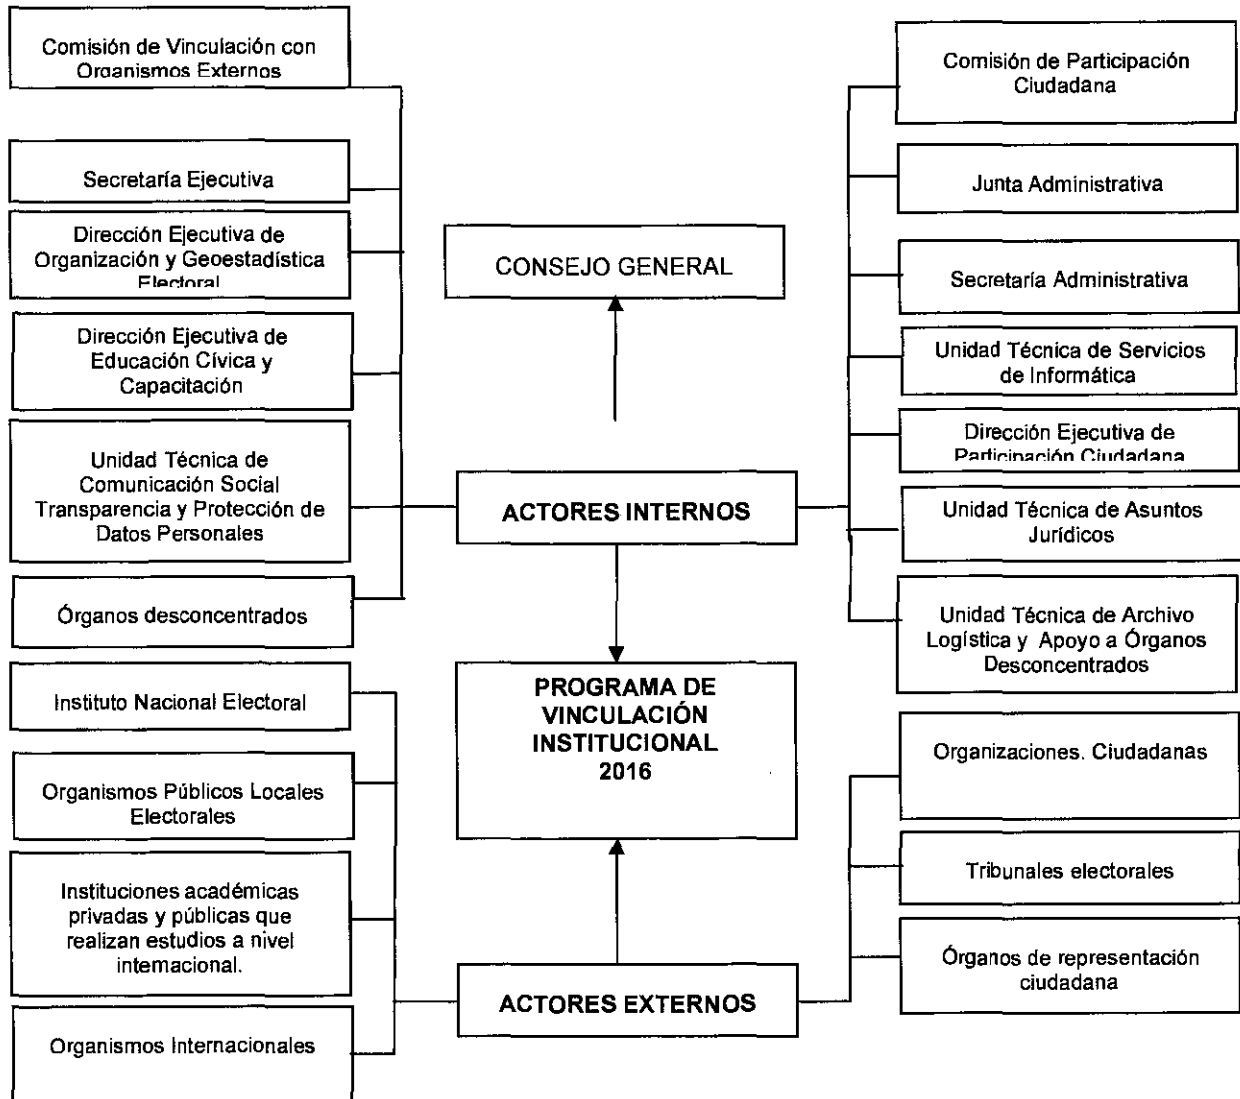 Comisión de Vinculación con
Organismos Externos
Secretaría Ejecutiva
Dirección Ejecutiva de
Organización y Geoestadística
Electoral
Dirección Ejecutiva de
Educación Cívica y
Capacitación
Unidad Técnica de
Comunicación Social
Transparencia y Protección de
Datos Personales
Órganos desconcentrados
Instituto Nacional Electoral
Organismos Públicos Locales
Electorales
Instituciones académicas
privadas y públicas que
realizan estudios a nivel
internacional.
Organismos Internacionales
CONSEJO GENERAL
ACTORES INTERNOS
PROGRAMA DE
VINCULACIÓN
INSTITUCIONAL
2016
ACTORES EXTERNOS
Comisión de Participación
Ciudadana
Junta Administrativa
Secretaría Administrativa
Unidad Técnica de Servicios
de Informática
Dirección Ejecutiva de
Participación Ciudadana
Unidad Técnica de Asuntos
Jurídicos
Unidad Técnica de Archivo
Logística y Apoyo a Órganos
Desconcentrados
Organizaciones. Ciudadanas
Tribunales electorales
Órganos de representación
ciudadana